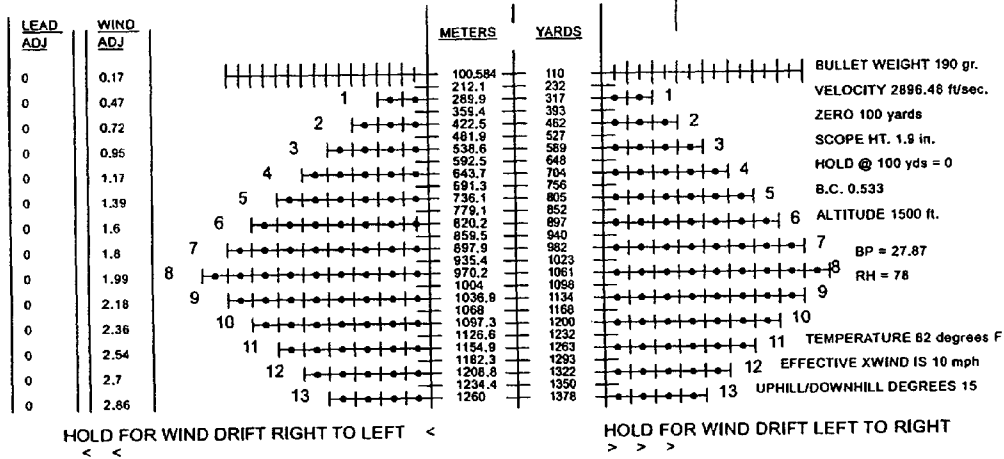 LEAD WIND METERS YARDS
ADJ ADJ
0 0.17 100.584 110 BULLET WEIGHT 190 gr.
212.1 232
0 0.47 1 289.9 317 1 VELOCITY 2896.48 ft/sec.
359.4 393
0 0.72 2 422.5 462 2 ZERO 100 yards
481.9 527
0 0.95 3 538.6 589 3 SCOPE HT. 1.9 in.
592.5 648
0 1.17 4 643.7 704 4 HOLD @ 100 yds = 0
691.3 756
0 1.39 5 736.1 805 5 B.C. 0.533
779.1 852
0 1.6 6 820.2 897 6 ALTITUDE 1500 ft.
859.5 940
0 1.8 7 897.9 982 7 BP = 27.87
935.4 1023
0 1.99 8 970.2 1061 8 RH = 78
1004 1098
0 2.18 9 1036.9 1134 9
1068 1168
0 2.36 10 1097.3 1200 10
1126.6 1232
0 2.54 11 1154.9 1263 11 TEMPERATURE 82 degrees F
1182.3 1293
0 2.7 12 1208.8 1322 12 EFFECTIVE XWIND IS 10 mph
1234.4 1350
0 2.86 13 1260 1378 13 UPHILL/DOWNHILL DEGREES 15
HOLD FOR WIND DRIFT RIGHT TO LEFT < HOLD FOR WIND DRIFT LEFT TO RIGHT
< < > > >